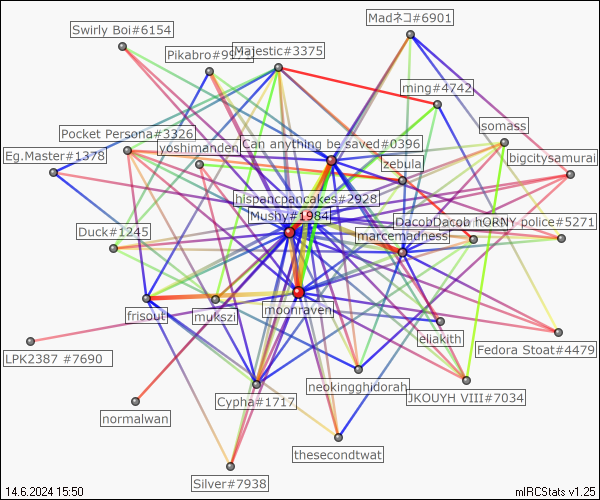 Swirly Boi#6154
Madネコ#6901
Pikabro#9
Majestic#3375
ming#4742
isomass
Pocket Persona#3326
yoshimanden
Can anything be saved#0396
Eg.Master#1378
zebula
bigcitysamurai
hispancpancakes#2928
Mushy#1984
DacobDacob
hORNY police#5271
Duck#1245
marcemadness
moonraven
frisout
mukszi
eliakith
Fedora Stoat#4479
LPK2387 #7690
neokingghidorah
Cypha#1717
JKOUYH VIII#7034
normalwan
thesecondtwat
Silver#7938
14.6.2024 15:50
mIRCStats v1.25